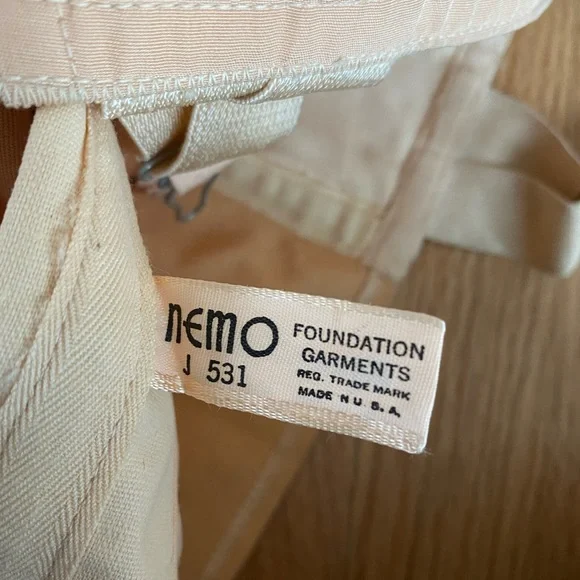 nEMO
J 531
FOUNDATION
GARMENTS
REG. TRADE MARK
MADE N U. S. A.